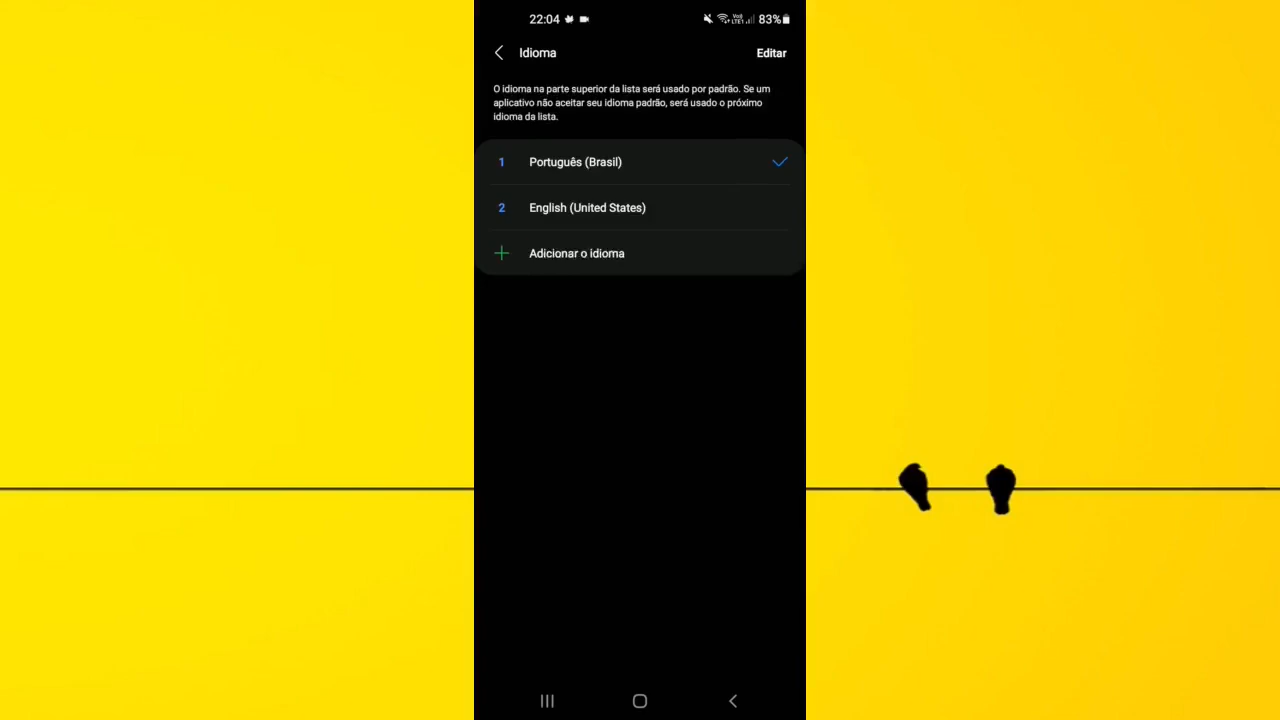 22:04 83%
Idioma Editar
O idioma na parte superior da lista será usado por padrão. Se um
aplicativo não aceitar seu idioma padrão, será usado o próximo
idioma da lista.
1 Português (Brasil)
2 English (United States)
Adicionar o idioma